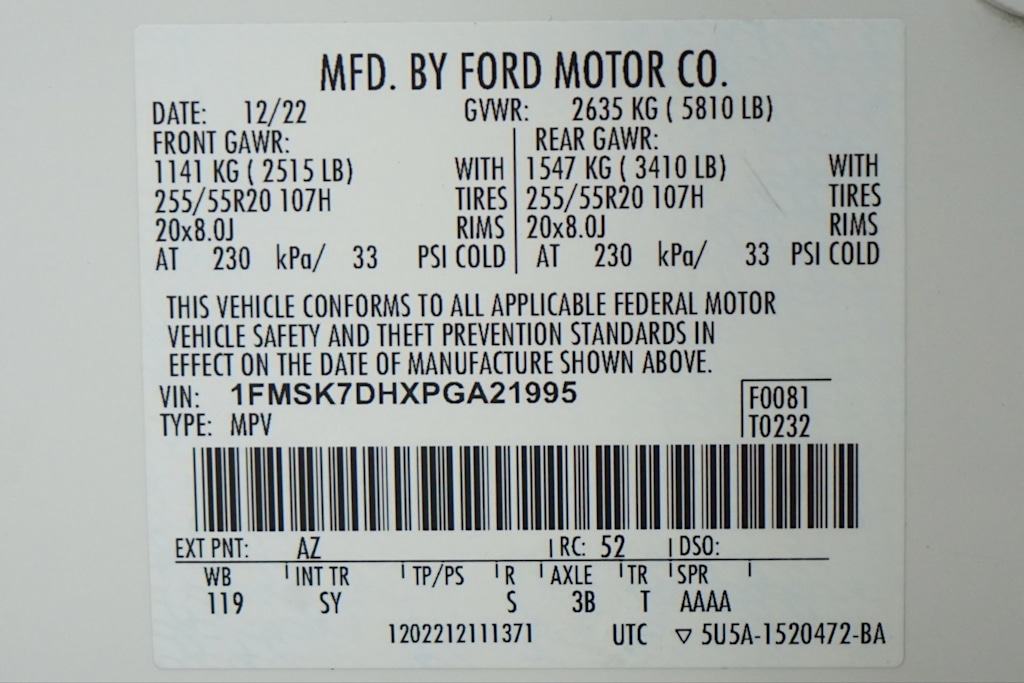 MFD. BY FORD MOTOR CO.
DATE: 12/22 GVWR: 2635 KG ( 5810 LB)
FRONT GAWR: REAR GAWR:
1141 KG ( 2515 LB) WITH 1547 KG ( 3410 LB) WITH
255/55R20 107H TIRES 255/55R20 107H TIRES
20x8.0J RIMS 20x8.0J RIMS
AT 230 kPa/ 33 PSI COLD AT 230 kPa/ 33 PSI COLD
THIS VEHICLE CONFORMS TO ALL APPLICABLE FEDERAL MOTOR
VEHICLE SAFETY AND THEFT PREVENTION STANDARDS IN
EFFECT ON THE DATE OF MANUFACTURE SHOWN ABOVE.
VIN: 1FMSK7DHXPGA21995 F0081
TYPE: MPV T0232
EXT PNT: AZ RC: 52 DSO:
WB INT TR TP/PS R AXLE TR SPR
119 SY S 3B T AAAA
1202212111371 UTC ▽ 5U5A-1520472-BA